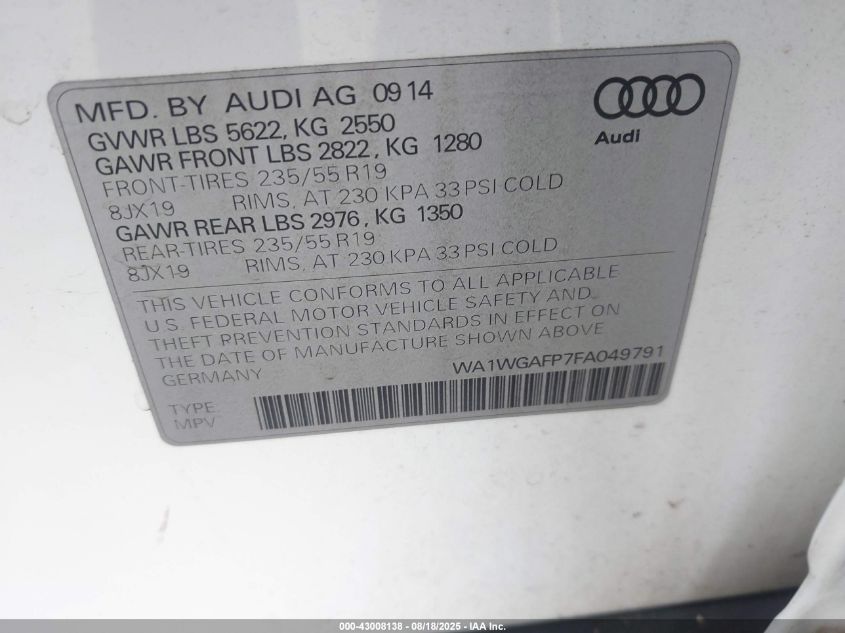 MFD. BY AUDI AG 09 14
GVWR LBS 5622, KG 2550
GAWR FRONT LBS 2822, KG 1280
FRONT-TIRES 235/55 R19
8JX19 RIMS, AT 230 KPA 33 PSI COLD
GAWR REAR LBS 2976, KG 1350
REAR-TIRES 235/55 R19
8JX19 RIMS, AT 230 KPA 33 PSI COLD
Audi
THIS VEHICLE CONFORMS TO ALL APPLICABLE
U.S. FEDERAL MOTOR VEHICLE SAFETY AND
THEFT PREVENTION STANDARDS IN EFFECT ON
THE DATE OF MANUFACTURE SHOWN ABOVE
GERMANY WA1WGAFP7FA049791
TYPE
MPV
000-43008138 - 08/18/2025 - IAA Inc.